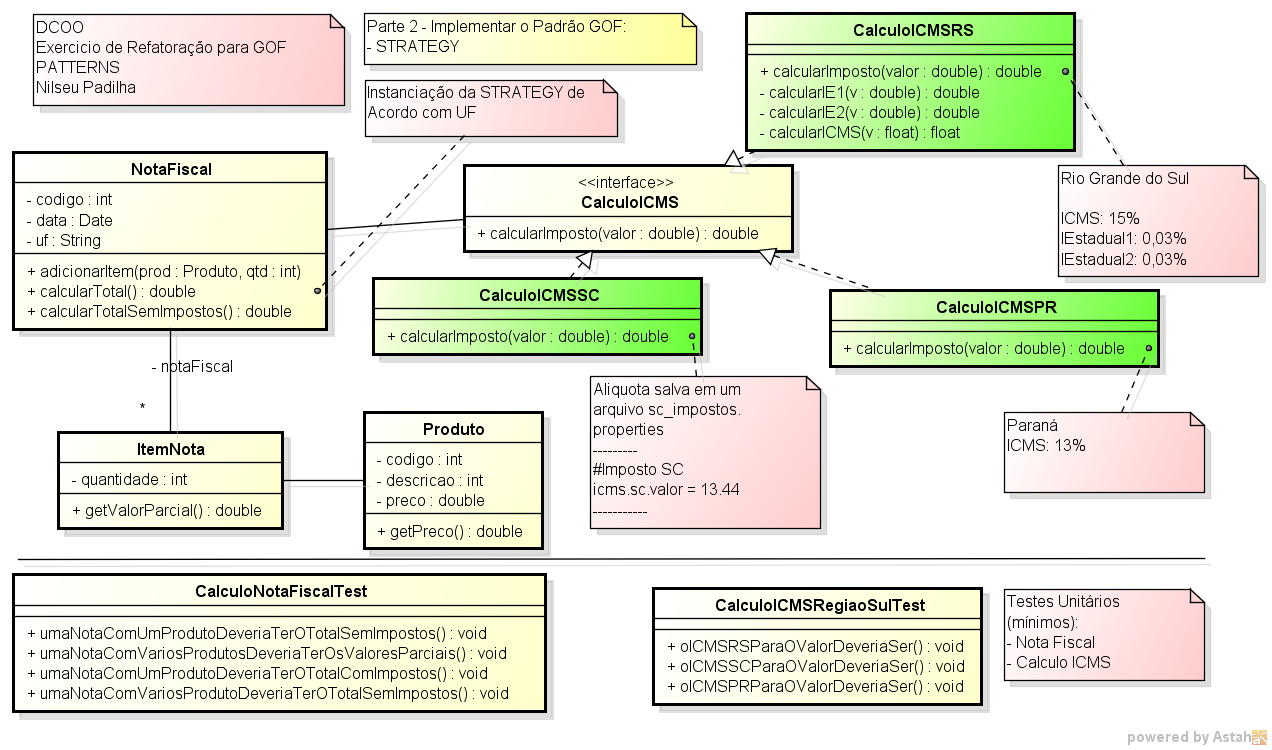 DCOO
Exercicio de Refatoração para GOF
PATTERNS
Nilseu Padilha
Parte 2 - Implementar o Padrão GOF:
- STRATEGY
Instanciação da STRATEGY de
Acordo com UF
CalculoICMSRS
+ calcularImposto(valor : double) : double
- calcularIE1(v : double) : double
- calcularIE2(v : double) : double
- calcularICMS(v : float) : float
Rio Grande do Sul
ICMS: 15%
IEstadual1: 0,03%
IEstadual2: 0,03%
NotaFiscal
- codigo : int
- data : Date
- uf : String
+ adicionarItem(prod : Produto, qtd : int)
+ calcularTotal() : double
+ calcularTotalSemImpostos() : double
<<interface>>
CalculoICMS
+ calcularImposto(valor : double) : double
CalculoICMSSC
+ calcularImposto(valor : double) : double
CalculoICMSPR
+ calcularImposto(valor : double) : double
- notaFiscal
*
Aliquota salva em um
arquivo sc_impostos.
properties
---------
#Imposto SC
icms.sc.valor = 13.44
-----------
Paraná
ICMS: 13%
ItemNota
- quantidade : int
+ getValorParcial() : double
Produto
- codigo : int
- descricao : int
- preco : double
+ getPreco() : double
CalculoNotaFiscalTest
+ umaNotaComUmProdutoDeveriaTerOTotalSemImpostos() : void
+ umaNotaComVariosProdutosDeveriaTerOsValoresParciais() : void
+ umaNotaComUmProdutoDeveriaTerOTotalComImpostos() : void
+ umaNotaComVariosProdutoDeveriaTerOTotalSemImpostos() : void
CalculoICMSRegiaoSulTest
+ oICMSRSParaOValorDeveriaSer() : void
+ oICMSSCParaOValorDeveriaSer() : void
+ oICMSPRParaOValorDeveriaSer() : void
Testes Unitários
(mínimos):
- Nota Fiscal
- Calculo ICMS
powered by Astah